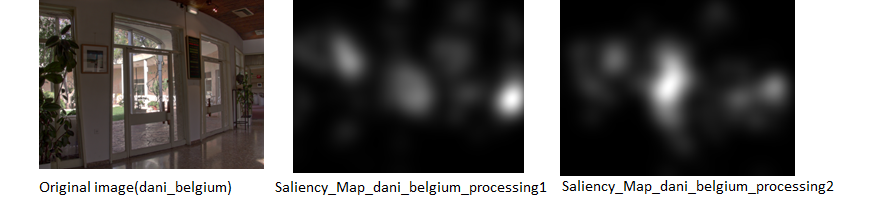 Original image(dani_belgium)
Saliency_Map_dani_belgium_processing1
Saliency_Map_dani_belgium_processing2